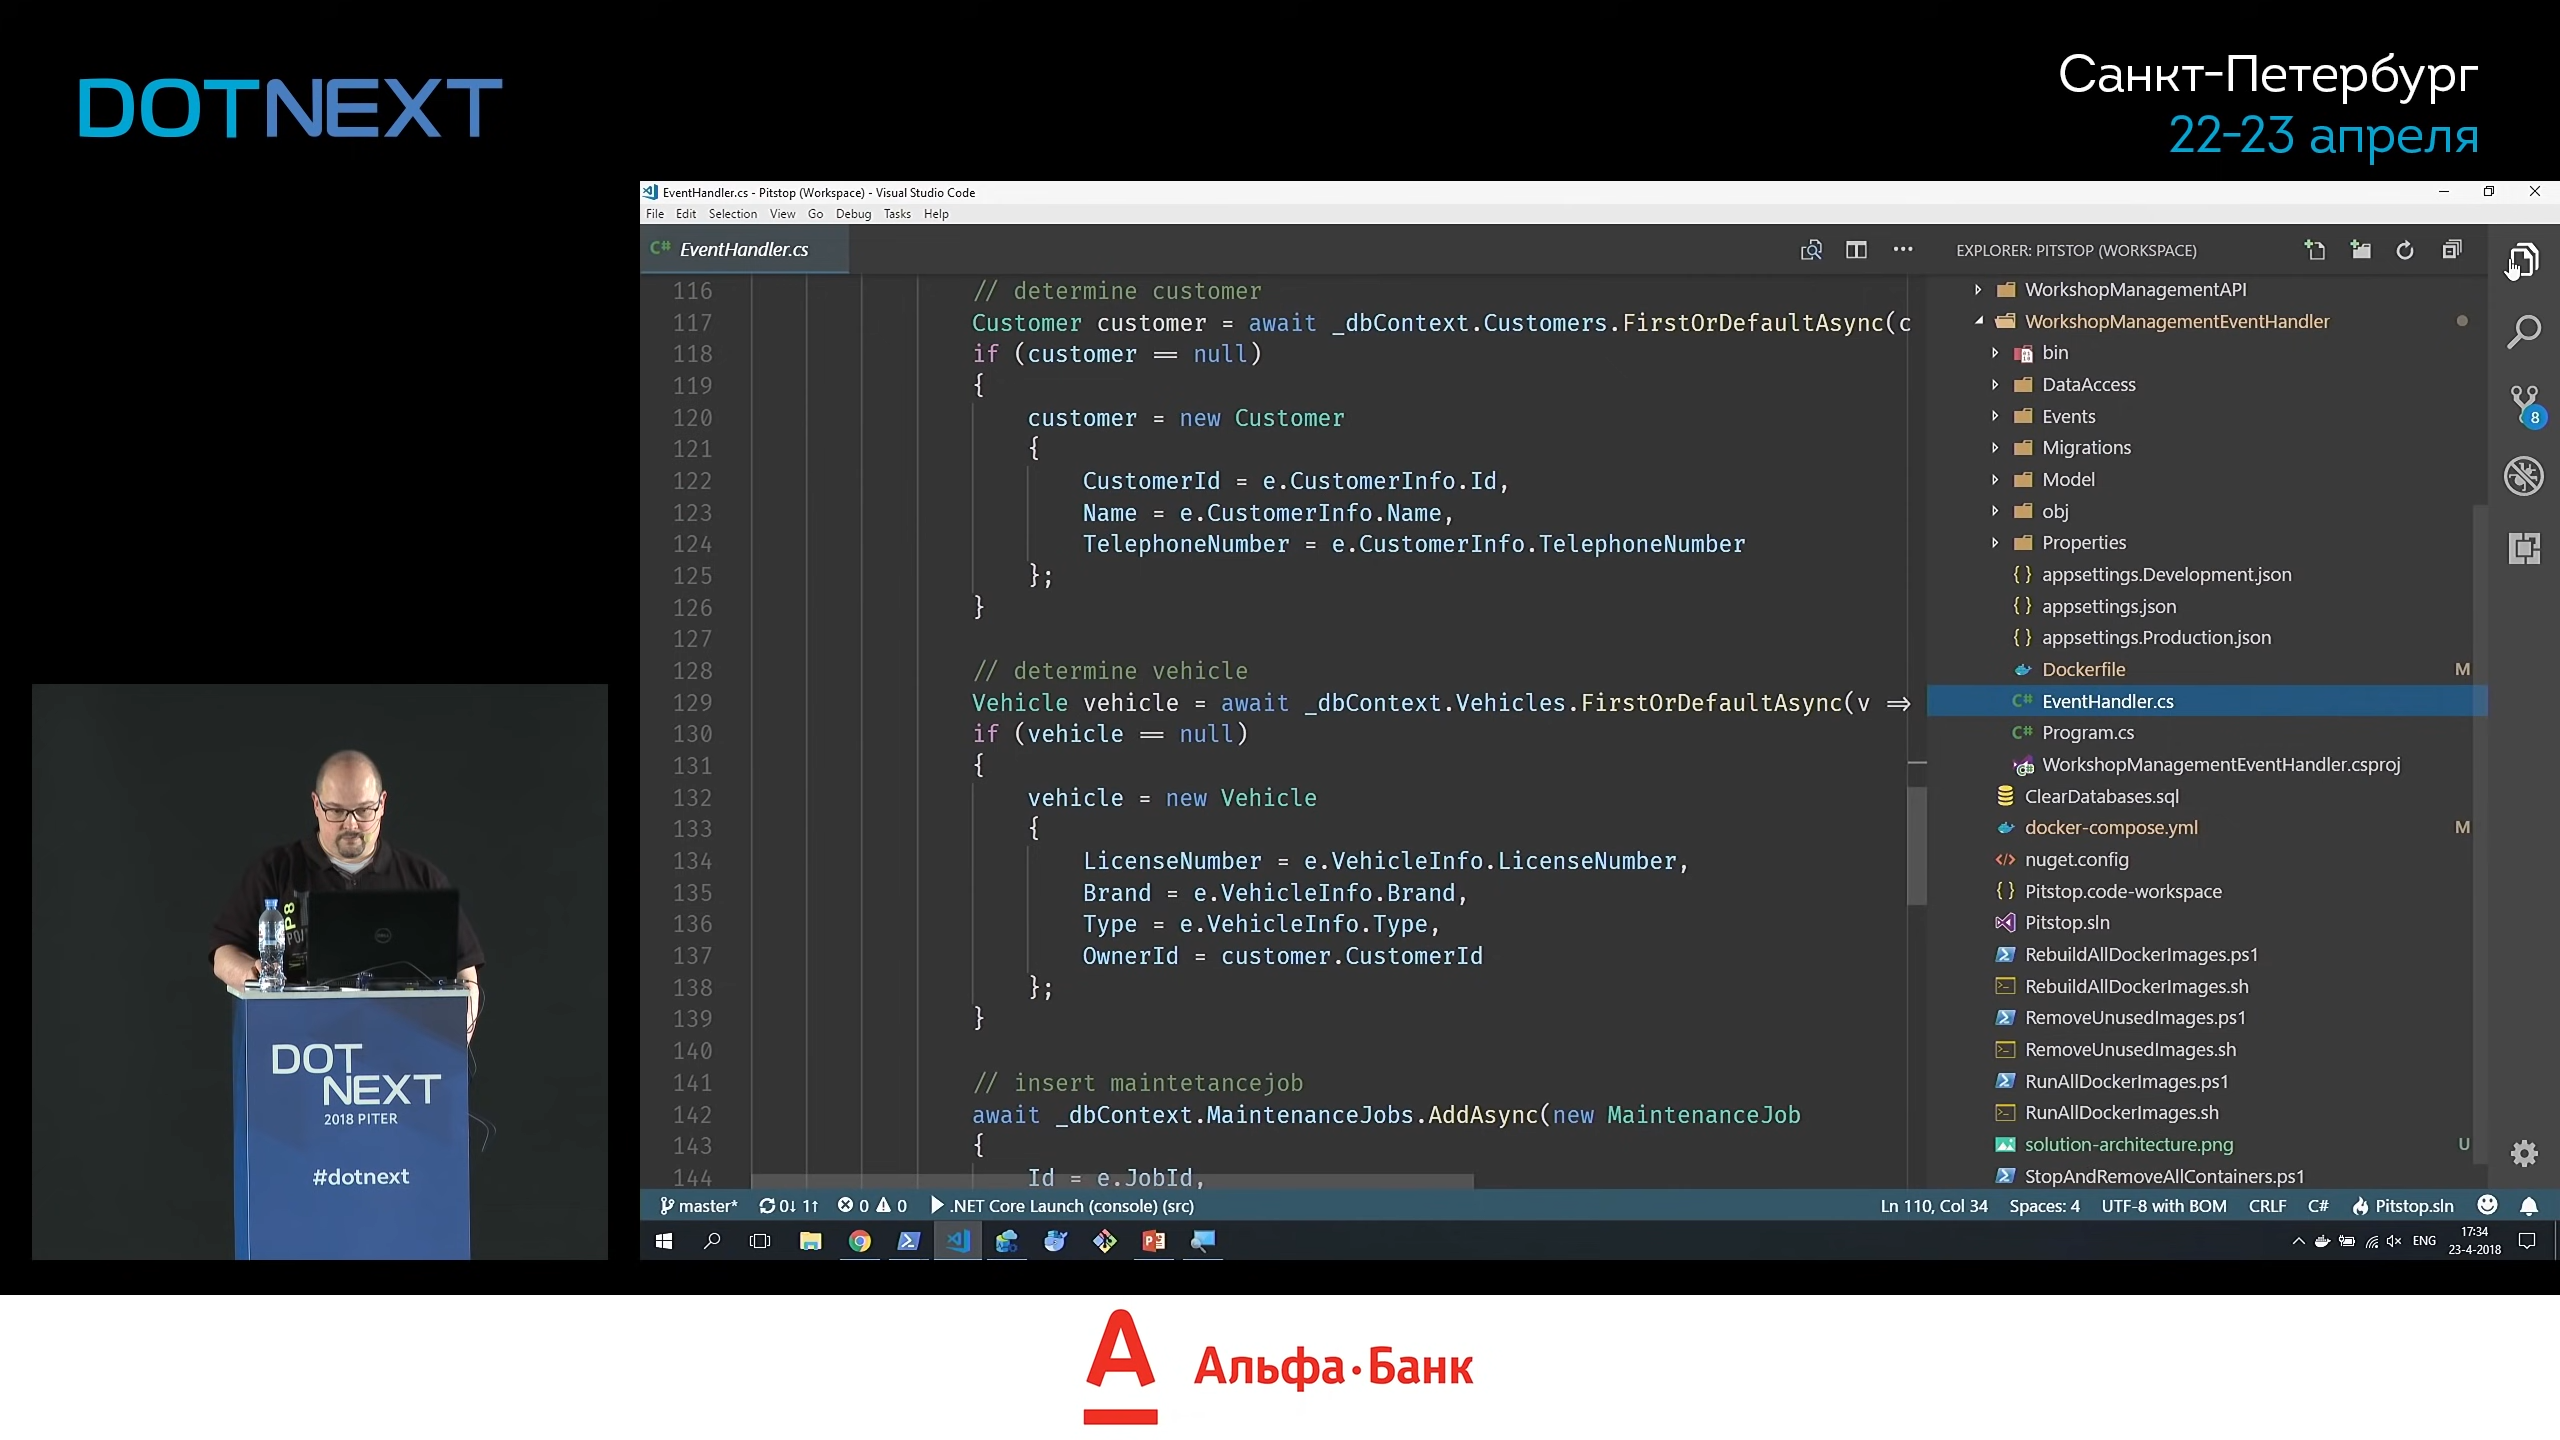 DOTNEXT
Санкт-Петербург
22-23 апреля
EventHandler.cs - Pitstop (Workspace) - Visual Studio Code
File Edit Selection View Go Debug Tasks Help
C# EventHandler.cs
116 // determine customer
117 Customer customer = await _dbContext.Customers.FirstOrDefaultAsync(c
118 if (customer == null)
119 {
120 customer = new Customer
121 {
122 CustomerId = e.CustomerInfo.Id,
123 Name = e.CustomerInfo.Name,
124 TelephoneNumber = e.CustomerInfo.TelephoneNumber
125 };
126 }
127
128 // determine vehicle
129 Vehicle vehicle = await _dbContext.Vehicles.FirstOrDefaultAsync(v =>
130 if (vehicle == null)
131 {
132 vehicle = new Vehicle
133 {
134 LicenseNumber = e.VehicleInfo.LicenseNumber,
135 Brand = e.VehicleInfo.Brand,
136 Type = e.VehicleInfo.Type,
137 OwnerId = customer.CustomerId
138 };
139 }
140
141 // insert maintetancejob
142 await _dbContext.MaintenanceJobs.AddAsync(new MaintenanceJob
143 {
144 Id = e.JobId,
EXPLORER: PITSTOP (WORKSPACE)
WorkshopManagementAPI
WorkshopManagementEventHandler
bin
DataAccess
Events
Migrations
Model
obj
Properties
{} appsettings.Development.json
{} appsettings.json
{} appsettings.Production.json
Dockerfile M
C# EventHandler.cs
C# Program.cs
WorkshopManagementEventHandler.csproj
ClearDatabases.sql
docker-compose.yml M
nuget.config
{} Pitstop.code-workspace
Pitstop.sln
RebuildAllDockerImages.ps1
RebuildAllDockerImages.sh
RemoveUnusedImages.ps1
RemoveUnusedImages.sh
RunAllDockerImages.ps1
RunAllDockerImages.sh
solution-architecture.png U
StopAndRemoveAllContainers.ps1
8
master* 0↓ 1↑ 0 0 .NET Core Launch (console) (src)
Ln 110, Col 34 Spaces: 4 UTF-8 with BOM CRLF C# Pitstop.sln
ENG
17:34
23-4-2018
DOT
NEXT
2018 PITER
#dotnext
Альфа·Банк